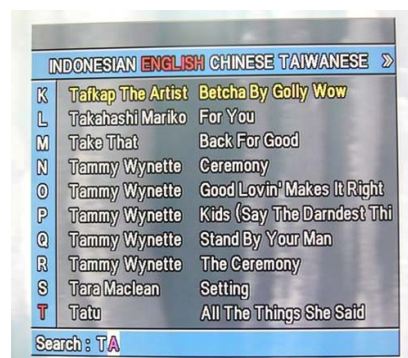 INDONESIAN ENGLISH CHINESE TAIWANESE »
K Tafkap The Artist Betcha By Golly Wow
L Takahashi Mariko For You
M Take That Back For Good
N Tammy Wynette Ceremony
O Tammy Wynette Good Lovin' Makes It Right
P Tammy Wynette Kids (Say The Darndest Thi
Q Tammy Wynette Stand By Your Man
R Tammy Wynette The Ceremony
S Tara Maclean Setting
T Tatu All The Things She Said
Search : TA